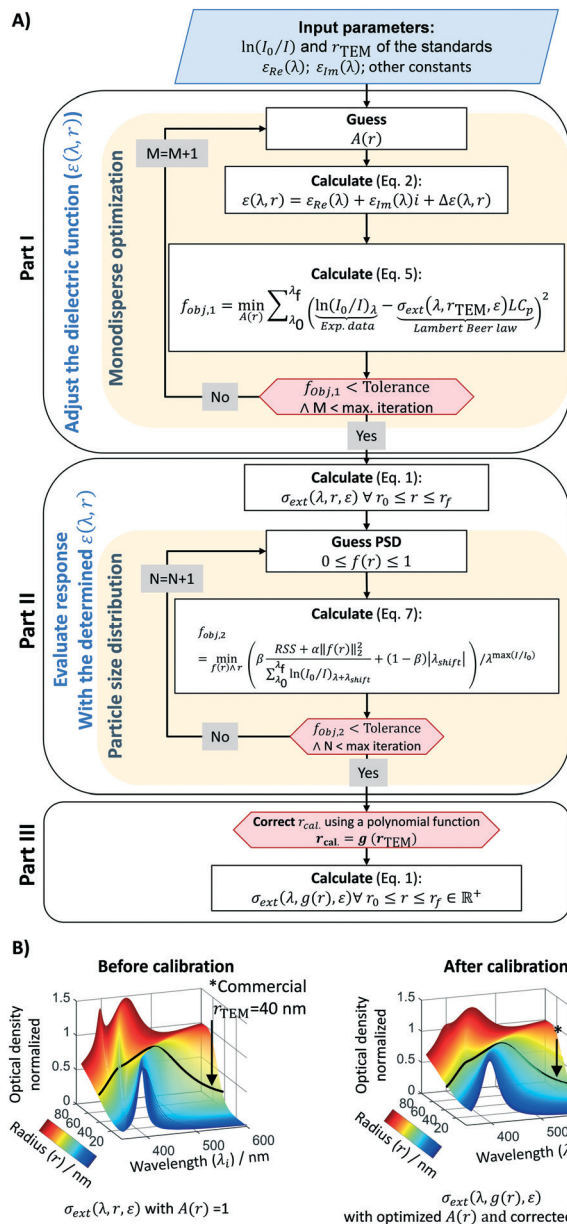 A)
Input parameters:
ln(I₀/I) and r_TEM of the standards
ε_Re(λ); ε_Im(λ); other constants
Part I
Adjust the dielectric function (ε(λ, r))
Monodisperse optimization
M=M+1
Guess
A(r)
Calculate (Eq. 2):
ε(λ, r) = ε_Re(λ) + ε_Im(λ)i + Δε(λ, r)
Calculate (Eq. 5):
f_obj,1 = min_A(r) ∑_λ₀^λf (ln(I₀/I)_λ − σ_ext(λ, r_TEM, ε)LC_p)²
Exp. data Lambert Beer law
No
f_Obj,1 < Tolerance
∧ M < max. iteration
Yes
Part II
Evaluate response
With the determined ε(λ, r)
Particle size distribution
Calculate (Eq. 1):
σ_ext(λ, r, ε) ∀ r₀ ≤ r ≤ r_f
N=N+1
Guess PSD
0 ≤ f(r) ≤ 1
Calculate (Eq. 7):
f_obj,2
= min_f(r)∧r (β (RSS + α‖f(r)‖₂²)/(∑_λ₀^λf ln(I₀/I)_λ+λshift) + (1 − β)|λ_shift|) /λ^max(I/I₀)
No
f_Obj,2 < Tolerance
∧ N < max iteration
Yes
Part III
Correct r_cal. using a polynomial function
r_cal. = g (r_TEM)
Calculate (Eq. 1):
σ_ext(λ, g(r), ε)∀ r₀ ≤ r ≤ r_f ∈ ℝ⁺
B)
Before calibration
*Commercial
r_TEM=40 nm
Optical density
normalized
1.5
1
0.5
0
80
60
40
20
Radius (r) / nm
400
500
600
Wavelength (λ_i) / nm
σ_ext(λ, r, ε) with A(r) =1
After calibration
*
Optical density
normalized
1.5
1
0.5
0
80
60
40
20
Radius (r) / nm
400
Wavelength (λ
σ_ext(λ, g(r), ε)
with optimized A(r) and corrected